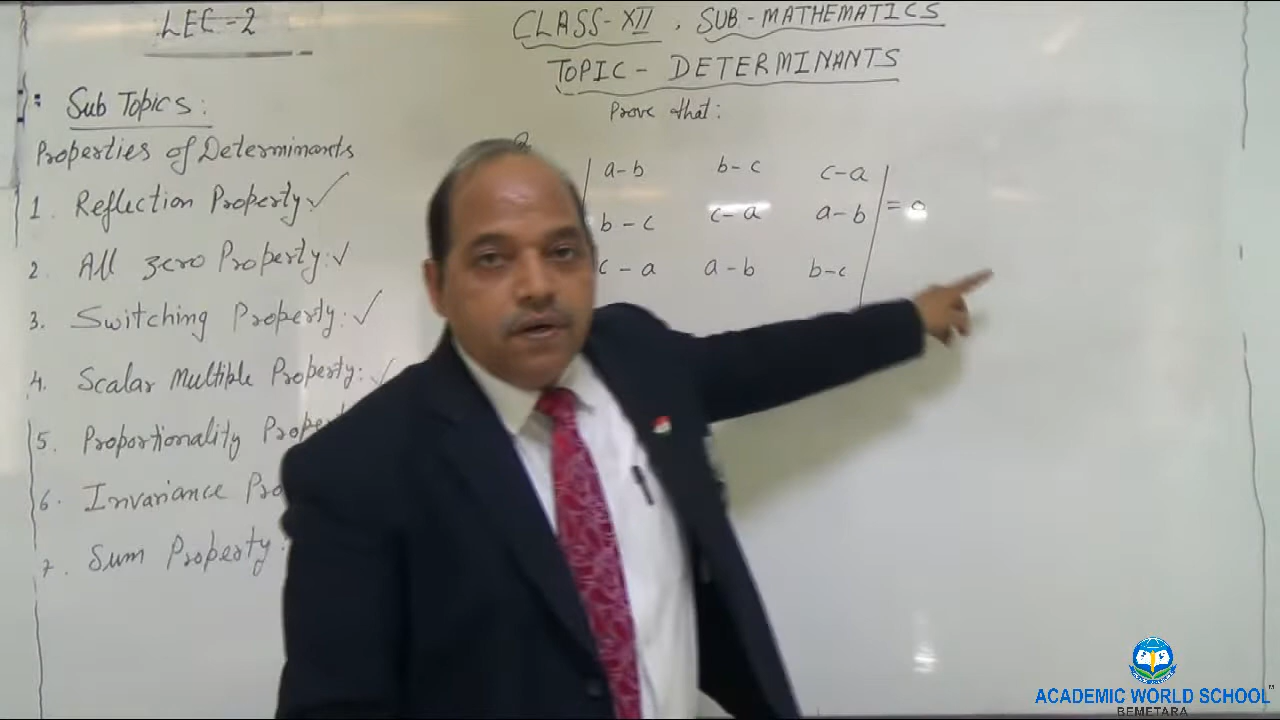 LEC-2
CLASS-XII, SUB-MATHEMATICS
TOPIC- DETERMINANTS
Sub Topics:
Properties of Determinants
1. Reflection Property:✓
2. All zero Property:✓
3. Switching Property:✓
4. Scalar Multiple Property:✓
5. Proportionality
6. Invariance
7. Sum Property:
Prove that:
a-b b-c c-a
b-c c-a a-b = 0
c-a a-b b-c
ACADEMIC WORLD SCHOOL
BEMETARA